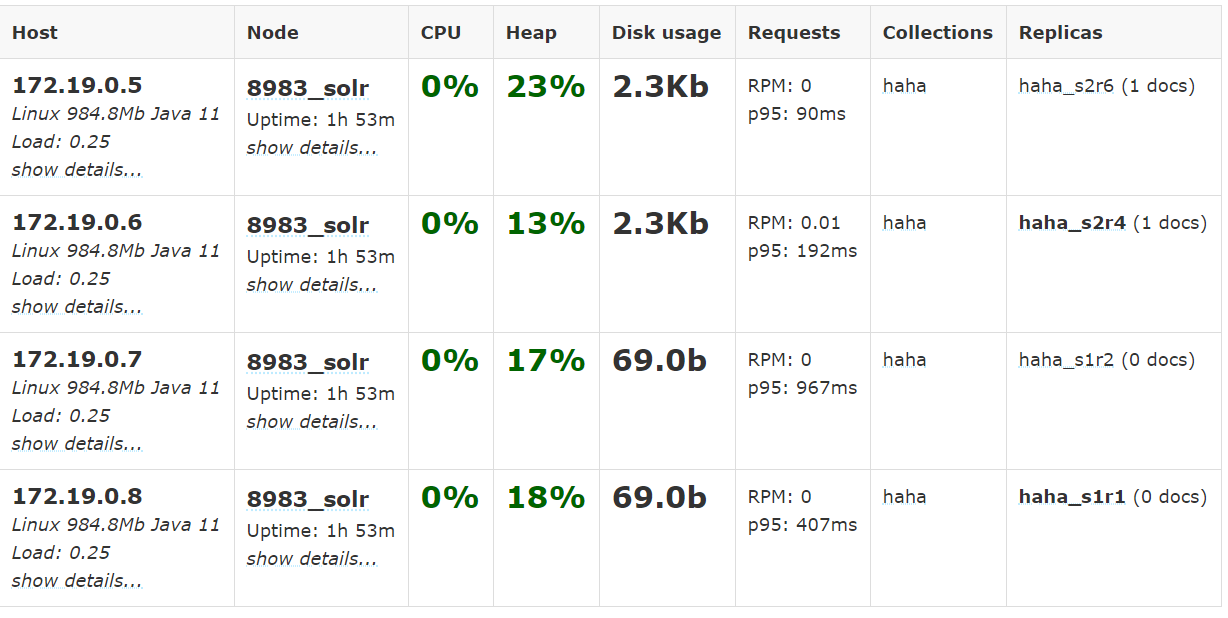 Host Node CPU Heap Disk usage Requests Collections Replicas
172.19.0.5 8983_solr 0% 23% 2.3Kb RPM: 0 haha haha_s2r6 (1 docs)
Linux 984.8Mb Java 11 Uptime: 1h 53m p95: 90ms
Load: 0.25 show details...
show details...
172.19.0.6 8983_solr 0% 13% 2.3Kb RPM: 0.01 haha haha_s2r4 (1 docs)
Linux 984.8Mb Java 11 Uptime: 1h 53m p95: 192ms
Load: 0.25 show details...
show details...
172.19.0.7 8983_solr 0% 17% 69.0b RPM: 0 haha haha_s1r2 (0 docs)
Linux 984.8Mb Java 11 Uptime: 1h 53m p95: 967ms
Load: 0.25 show details...
show details...
172.19.0.8 8983_solr 0% 18% 69.0b RPM: 0 haha haha_s1r1 (0 docs)
Linux 984.8Mb Java 11 Uptime: 1h 53m p95: 407ms
Load: 0.25 show details...
show details...